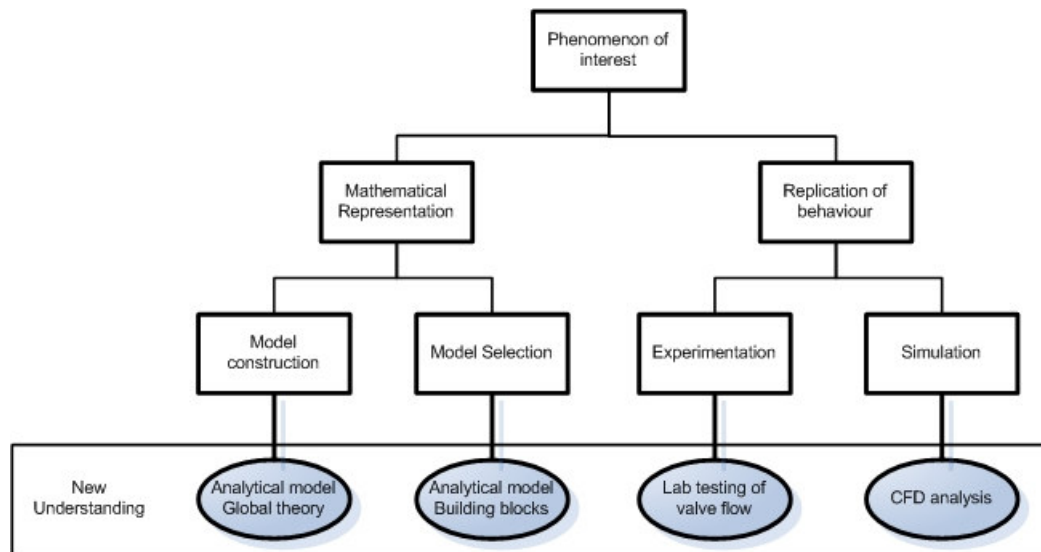 Phenomenon of
interest
Mathematical
Representation
Replication of
behaviour
Model
construction
Model Selection
Experimentation
Simulation
New
Understanding
Analytical model
Global theory
Analytical model
Building blocks
Lab testing of
valve flow
CFD analysis